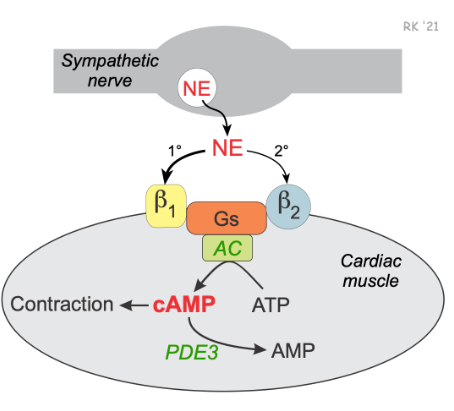 RK '21
Sympathetic
nerve
NE
1° NE 2°
β1 β2
Gs
AC
Cardiac
muscle
Contraction cAMP ATP
PDE3 AMP